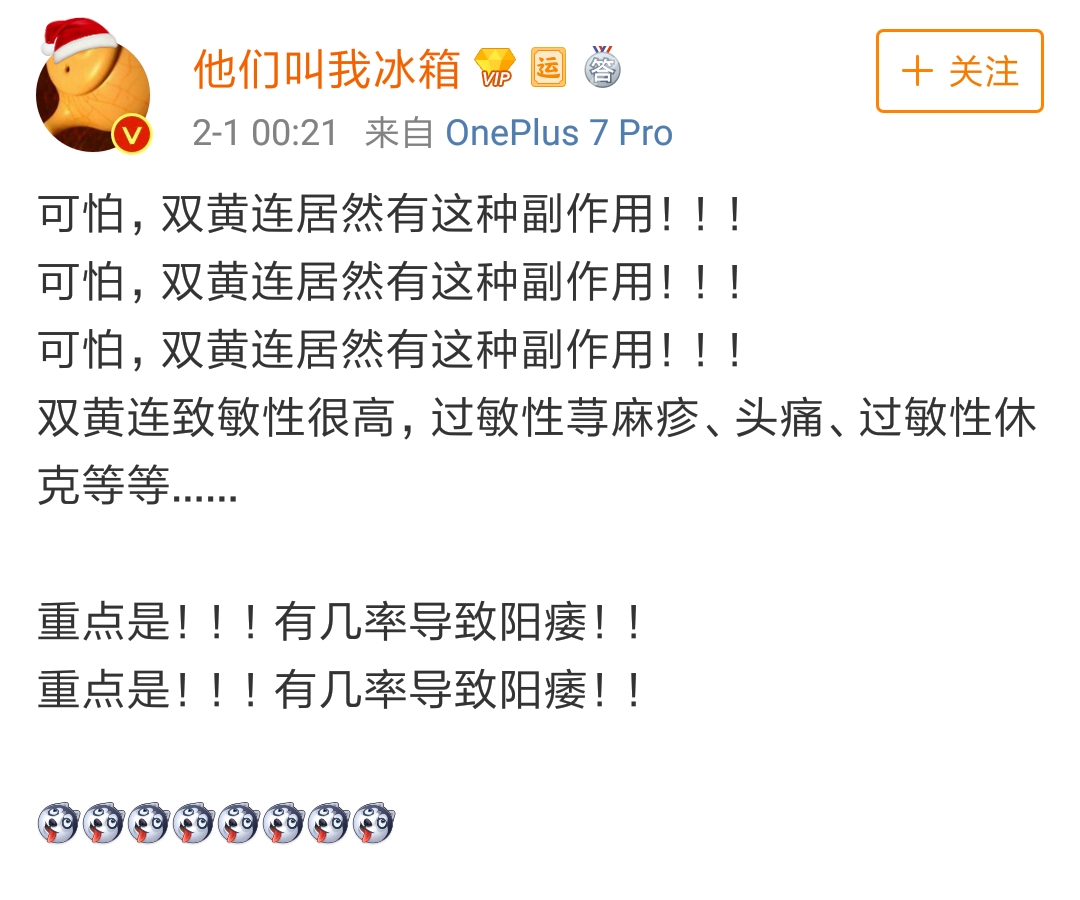 他们叫我冰箱 VIP 运 答
+ 关注
V
2-1 00:21 来自 OnePlus 7 Pro
可怕，双黄连居然有这种副作用！！！
可怕，双黄连居然有这种副作用！！！
可怕，双黄连居然有这种副作用！！！
双黄连致敏性很高，过敏性荨麻疹、头痛、过敏性休
克等等......
重点是！！！有几率导致阳痿！！
重点是！！！有几率导致阳痿！！